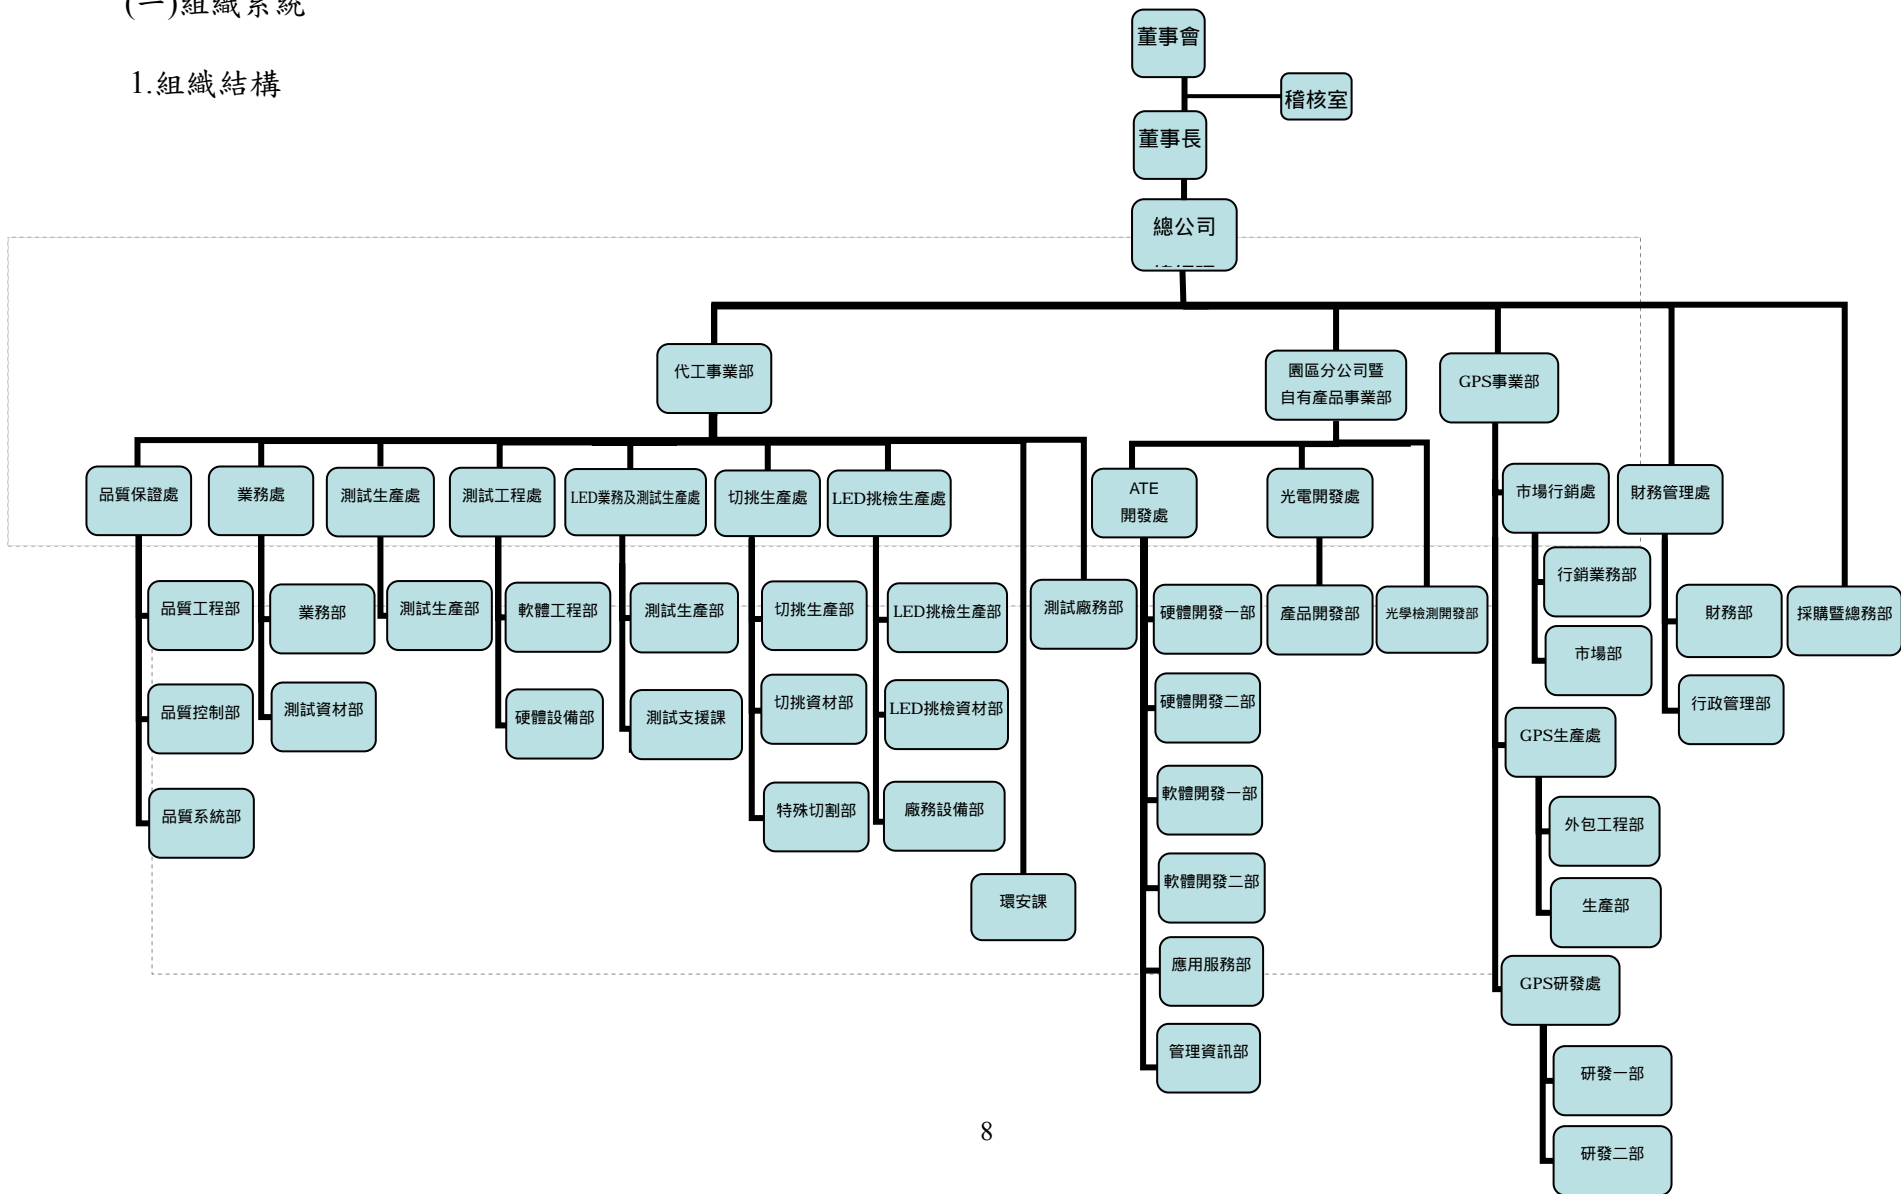 (一)組織系統
1.組織結構
董事會
稽核室
董事長
總公司
代工事業部
園區分公司暨
自有產品事業部
GPS事業部
品質保證處
業務處
測試生產處
測試工程處
LED業務及測試生產處
切挑生產處
LED挑檢生產處
ATE
開發處
光電開發處
市場行銷處
財務管理處
品質工程部
業務部
測試生產部
軟體工程部
測試生產部
切挑生產部
LED挑檢生產部
測試廠務部
硬體開發一部
產品開發部
光學檢測開發部
行銷業務部
財務部
採購暨總務部
市場部
品質控制部
測試資材部
硬體設備部
測試支援課
切挑資材部
LED挑檢資材部
硬體開發二部
行政管理部
GPS生產處
品質系統部
特殊切割部
廠務設備部
軟體開發一部
外包工程部
環安課
軟體開發二部
生產部
應用服務部
GPS研發處
管理資訊部
研發一部
研發二部
8